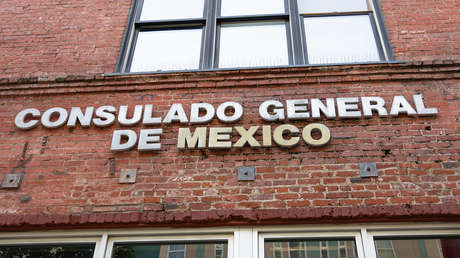 CONSULADO GENERAL
DE MEXICO